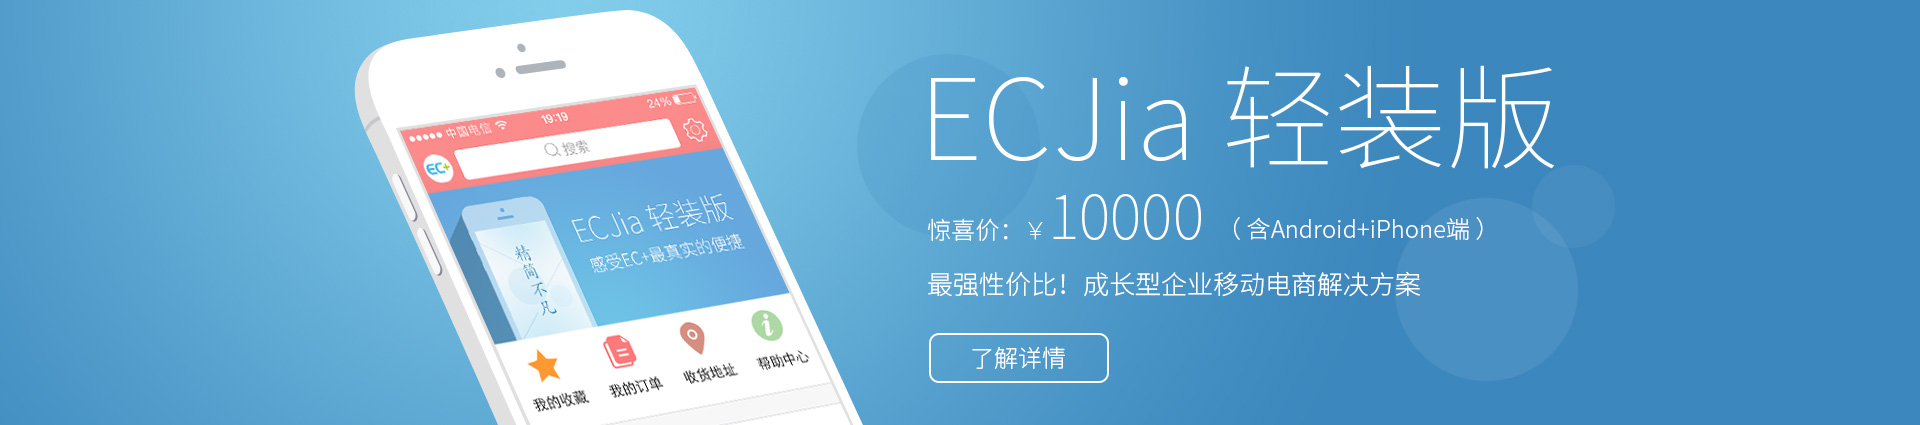 中国电信
19:19
24%
EC+
搜索
ECJia 轻装版
感受EC+最真实的便捷
精简不凡
我的收藏
我的订单
收货地址
帮助中心
ECJia 轻装版
惊喜价：￥10000 （ 含Android+iPhone端 ）
最强性价比！成长型企业移动电商解决方案
了解详情